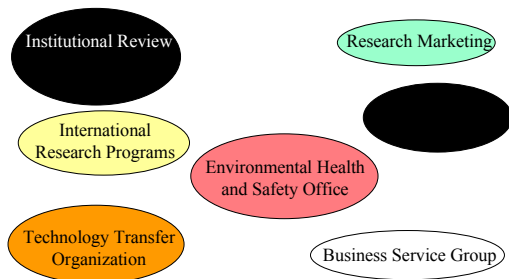 Institutional Review
Research Marketing
International
Research Programs
Environmental Health
and Safety Office
Technology Transfer
Organization
Business Service Group